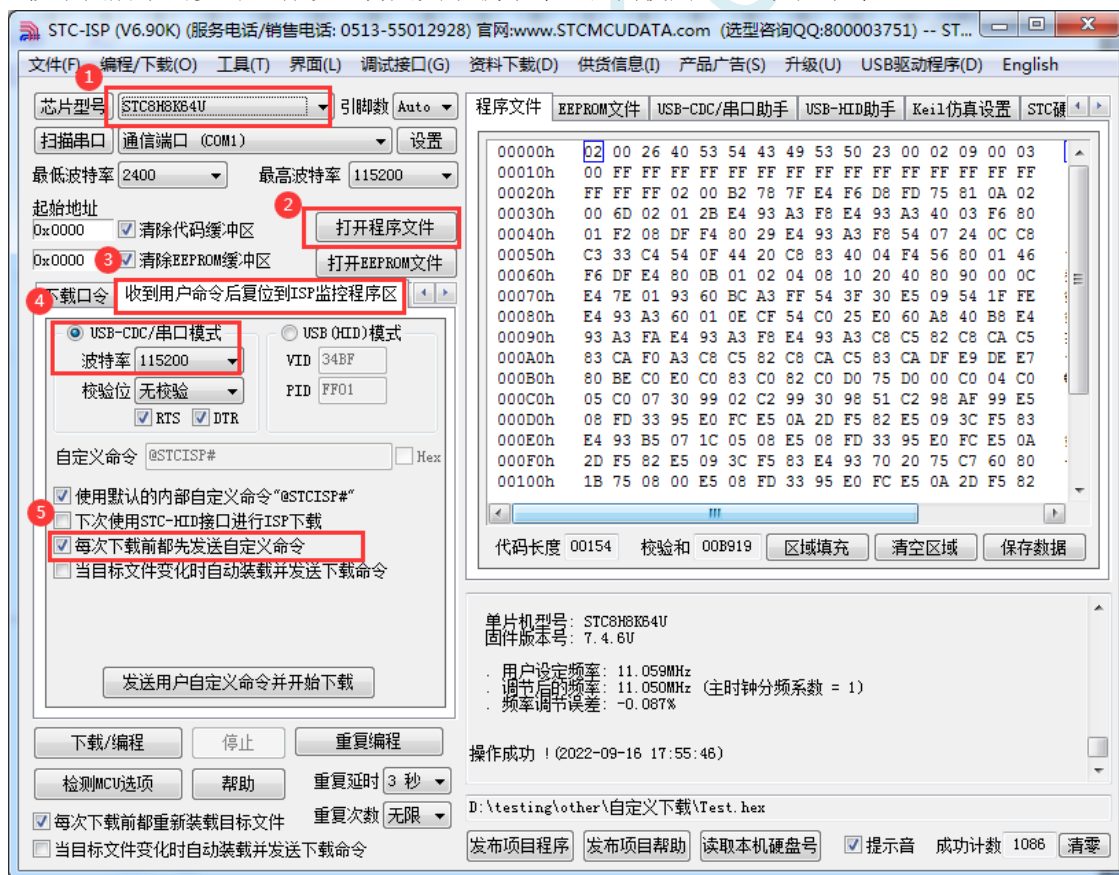 STC-ISP (V6.90K) (服务电话/销售电话: 0513-55012928) 官网:www.STCMCUDATA.com (选型咨询QQ:800003751) -- ST...
文件(F) 编程/下载(O) 工具(T) 界面(L) 调试接口(G) 资料下载(D) 供货信息(I) 产品广告(S) 升级(U) USB驱动程序(D) English
1
芯片型号 STC8H8K64U 引脚数 Auto
扫描串口 通信端口 (COM1) 设置
最低波特率 2400 最高波特率 115200
起始地址
2
0x0000 清除代码缓冲区 打开程序文件
0x0000 3 清除EEPROM缓冲区 打开EEPROM文件
4 下载口令 收到用户命令后复位到ISP监控程序区
USB-CDC/串口模式 USB(HID)模式
波特率 115200 VID 34BF
校验位 无校验 PID FF01
RTS DTR
自定义命令 @STCISP# Hex
使用默认的内部自定义命令"@STCISP#"
5 下次使用STC-HID接口进行ISP下载
每次下载前都先发送自定义命令
当目标文件变化时自动装载并发送下载命令
发送用户自定义命令并开始下载
下载/编程 停止 重复编程
检测MCU选项 帮助 重复延时 3 秒
每次下载前都重新装载目标文件 重复次数 无限
当目标文件变化时自动装载并发送下载命令
程序文件 EEPROM文件 USB-CDC/串口助手 USB-HID助手 Keil仿真设置 STC硬
00000h 02 00 26 40 53 54 43 49 53 50 23 00 02 09 00 03
00010h 00 FF FF FF FF FF FF FF FF FF FF FF FF FF FF FF
00020h FF FF FF 02 00 B2 78 7F E4 F6 D8 FD 75 81 0A 02
00030h 00 6D 02 01 2B E4 93 A3 F8 E4 93 A3 40 03 F6 80
00040h 01 F2 08 DF F4 80 29 E4 93 A3 F8 54 07 24 0C C8
00050h C3 33 C4 54 0F 44 20 C8 83 40 04 F4 56 80 01 46
00060h F6 DF E4 80 0B 01 02 04 08 10 20 40 80 90 00 0C
00070h E4 7E 01 93 60 BC A3 FF 54 3F 30 E5 09 54 1F FE
00080h E4 93 A3 60 01 0E CF 54 C0 25 E0 60 A8 40 B8 E4
00090h 93 A3 FA E4 93 A3 F8 E4 93 A3 C8 C5 82 C8 CA C5
000A0h 83 CA F0 A3 C8 C5 82 C8 CA C5 83 CA DF E9 DE E7
000B0h 80 BE C0 E0 C0 83 C0 82 C0 D0 75 D0 00 C0 04 C0
000C0h 05 C0 07 30 99 02 C2 99 30 98 51 C2 98 AF 99 E5
000D0h 08 FD 33 95 E0 FC E5 0A 2D F5 82 E5 09 3C F5 83
000E0h E4 93 B5 07 1C 05 08 E5 08 FD 33 95 E0 FC E5 0A
000F0h 2D F5 82 E5 09 3C F5 83 E4 93 70 20 75 C7 60 80
00100h 1B 75 08 00 E5 08 FD 33 95 E0 FC E5 0A 2D F5 82
代码长度 00154 校验和 00B919 区域填充 清空区域 保存数据
单片机型号: STC8H8K64U
固件版本号: 7.4.6U
. 用户设定频率: 11.059MHz
. 调节后的频率: 11.050MHz (主时钟分频系数 = 1)
. 频率调节误差: -0.087%
操作成功 !(2022-09-16 17:55:46)
D:\testing\other\自定义下载\Test.hex
发布项目程序 发布项目帮助 读取本机硬盘号 提示音 成功计数 1086 清零